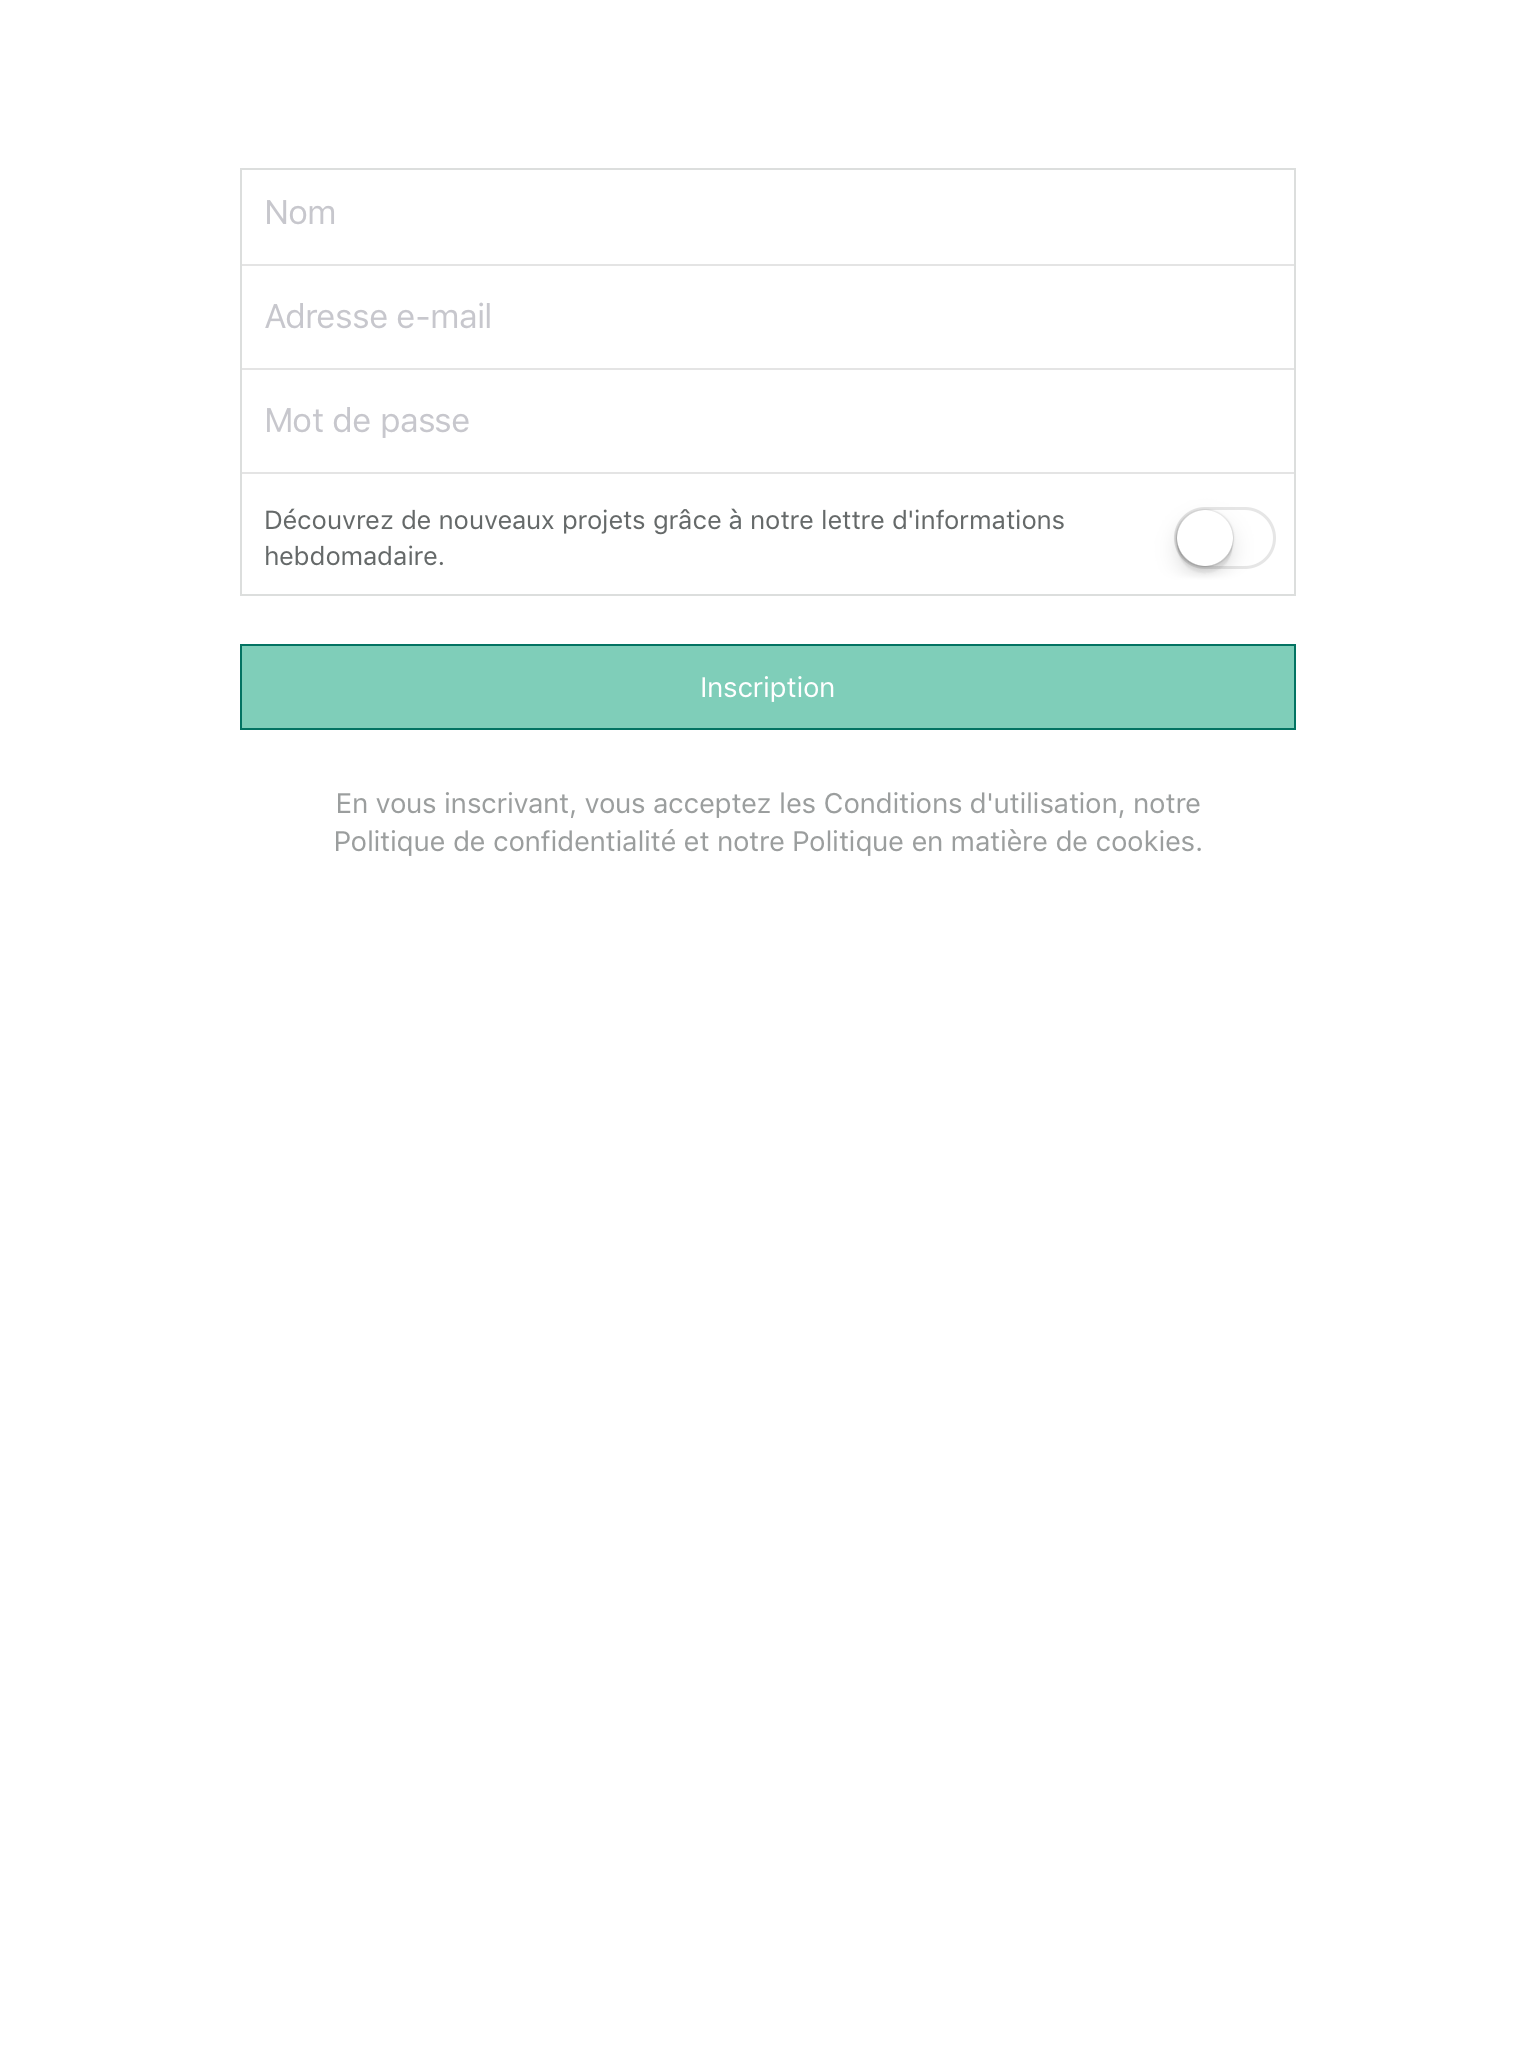 Nom
Adresse e-mail
Mot de passe
Découvrez de nouveaux projets grâce à notre lettre d'informations
hebdomadaire.
Inscription
En vous inscrivant, vous acceptez les Conditions d'utilisation, notre
Politique de confidentialité et notre Politique en matière de cookies.